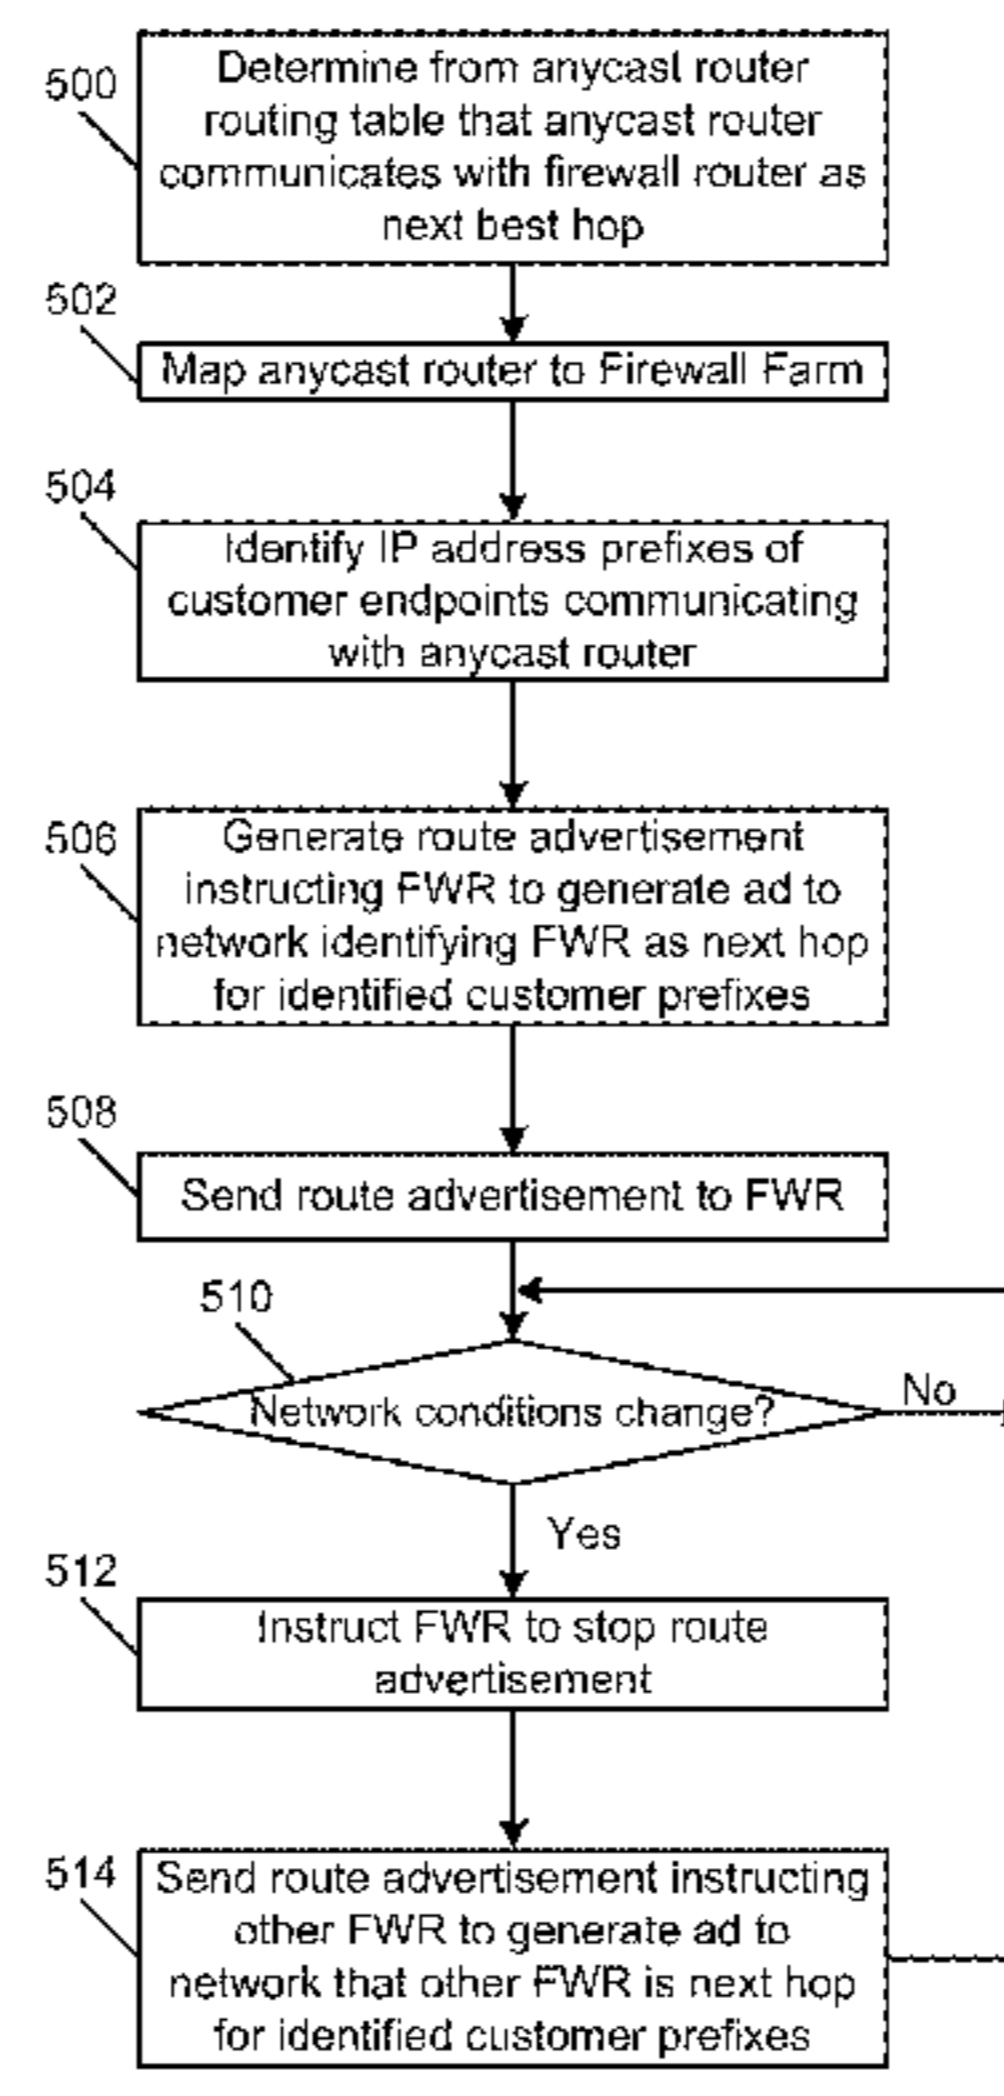 500
Determine from anycast router
routing table that anycast router
communicates with firewall router as
next best hop
502
Map anycast router to Firewall Farm
504
Identify IP address prefixes of
customer endpoints communicating
with anycast router
506
Generate route advertisement
instructing FWR to generate ad to
network identifying FWR as next hop
for identified customer prefixes
508
Send route advertisement to FWR
510
Network conditions change?
No
Yes
512
Instruct FWR to stop route
advertisement
514
Send route advertisement instructing
other FWR to generate ad to
network that other FWR is next hop
for identified customer prefixes